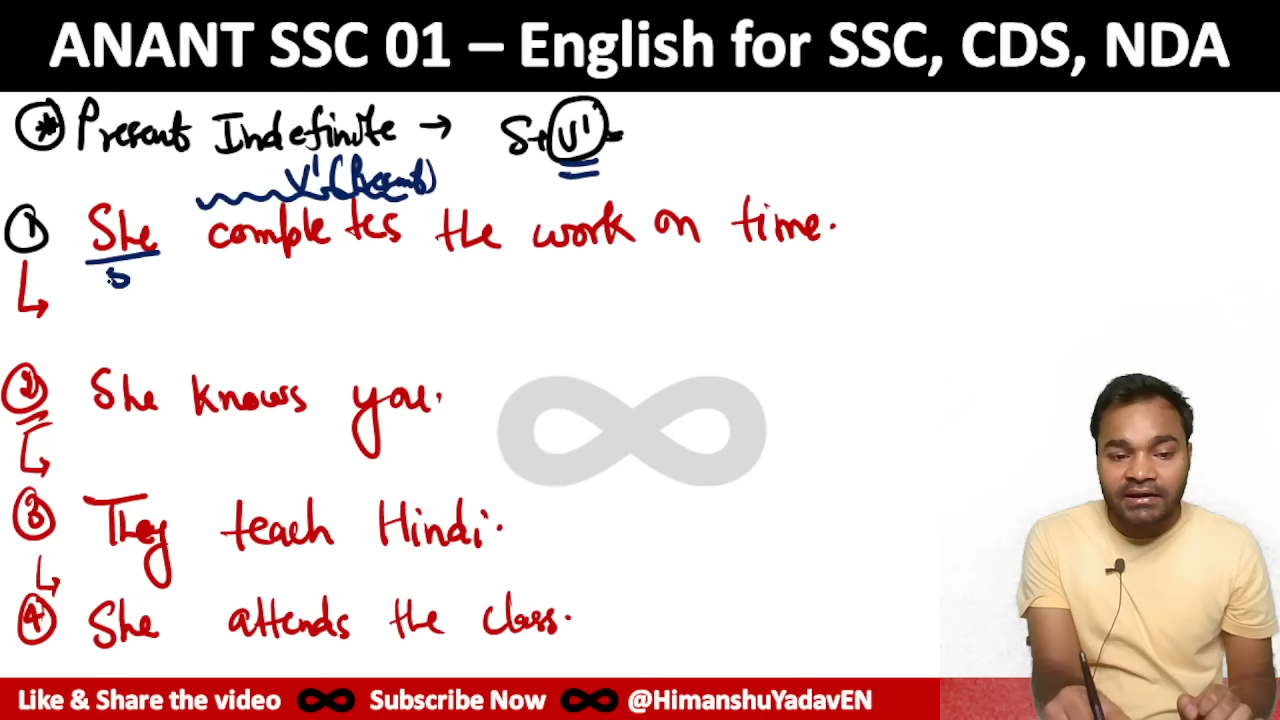 ANANT SSC 01 – English for SSC, CDS, NDA
* Present Indefinite → S+V¹-
V¹(Present)
① She completes the work on time.
S
② She knows you.
③ They teach Hindi.
④ She attends the class.
Like & Share the video Subscribe Now @HimanshuYadavEN